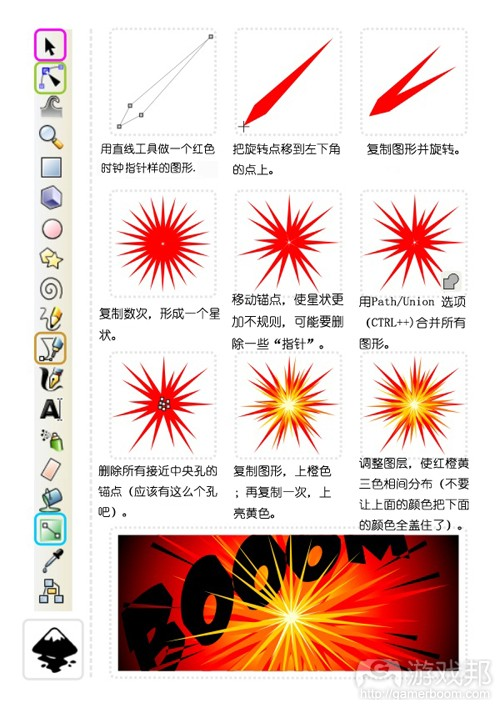 用直线工具做一个红色
时钟指针样的图形.
把旋转点移到左下角
的点上。
复制图形并旋转。
复制数次，形成一个星
状。
移动锚点，使星状更
加不规则，可能要删
除一些“指针”。
用Path/Union 选项
（CTRL++)合并所有
图形。
删除所有接近中央孔的
锚点（应该有这么个孔
吧）。
复制图形，上橙色
；再复制一次，上
亮黄色。
调整图层，使红橙黄
三色相间分布（不要
让上面的颜色把下面
的颜色全盖住了）。
BOOOM
游戏邦
http://gamerboom.com